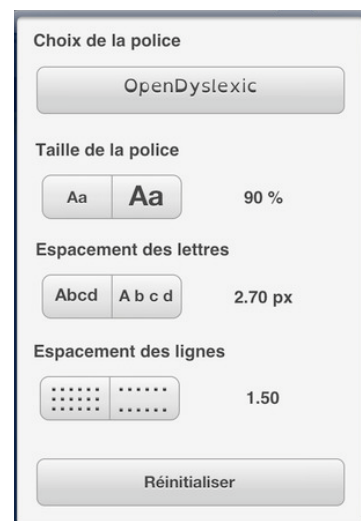 Choix de la police
OpenDyslexic
Taille de la police
Aa Aa 90 %
Espacement des lettres
Abcd A b c d 2.70 px
Espacement des lignes
1.50
Réinitialiser